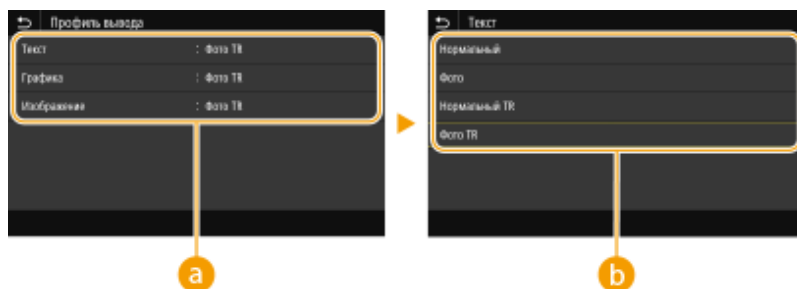 Профиль вывода
Текст : Фото TR
Графика : Фото TR
Изображение : Фото TR
a
Текст
Нормальный
Фото
Нормальный TR
Фото TR
b